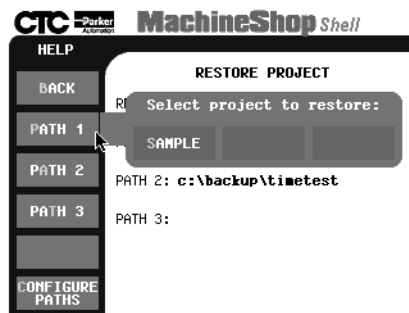 CTC Parker
Automation
MachineShop Shell
HELP
RESTORE PROJECT
BACK
Select project to restore:
PATH 1
SAMPLE
PATH 2
PATH 2: c:\backup\timetest
PATH 3
PATH 3:
CONFIGURE
PATHS